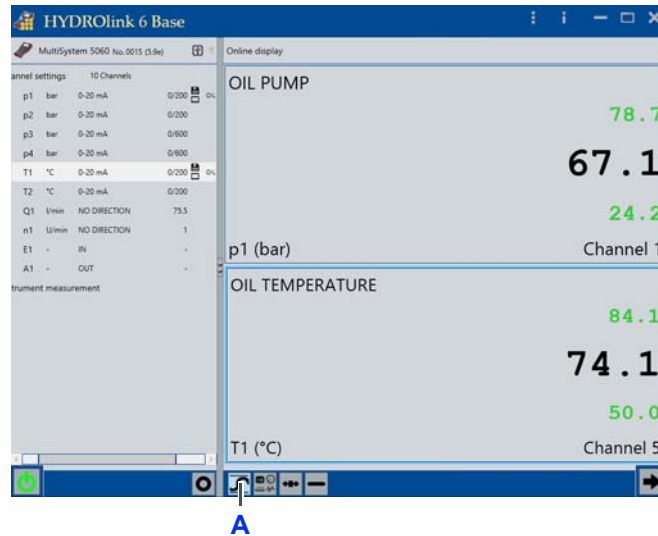 HYDROlink 6 Base
MultiSystem 5060 No. 0015 (5.9e)
Online display
annel settings 10 Channels
p1 bar 0-20 mA 0/200 OIL
p2 bar 0-20 mA 0/200
p3 bar 0-20 mA 0/600
p4 bar 0-20 mA 0/600
T1 °C 0-20 mA 0/200 OIL
T2 °C 0-20 mA 0/200
Q1 l/min NO DIRECTION 75.5
n1 U/min NO DIRECTION 1
E1 - IN -
A1 - OUT -
trument measurement
OIL PUMP
78.7
67.1
24.2
p1 (bar) Channel 1
OIL TEMPERATURE
84.1
74.1
50.0
T1 (°C) Channel 5
A